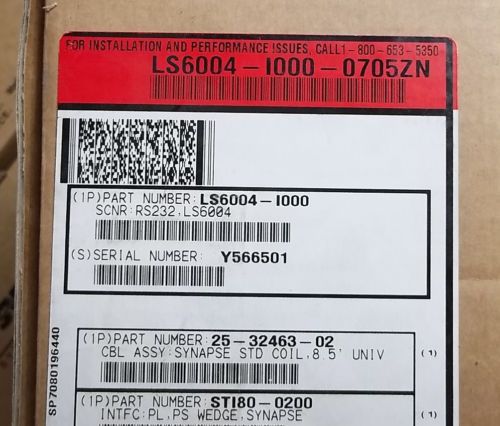 FOR INSTALLATION AND PERFORMANCE ISSUES, CALL1-800-653-5350
LS6004-I000-0705ZN
(1P)PART NUMBER: LS6004-I000
SCNR:RS232,LS6004
(S)SERIAL NUMBER: Y566501
(1P)PART NUMBER: 25-32463-02
CBL ASSY:SYNAPSE STD COIL,8.5' UNIV (1)
(1P)PART NUMBER: STI80-0200
INTFC:PL,PS WEDGE,SYNAPSE (1)
SP7080196440